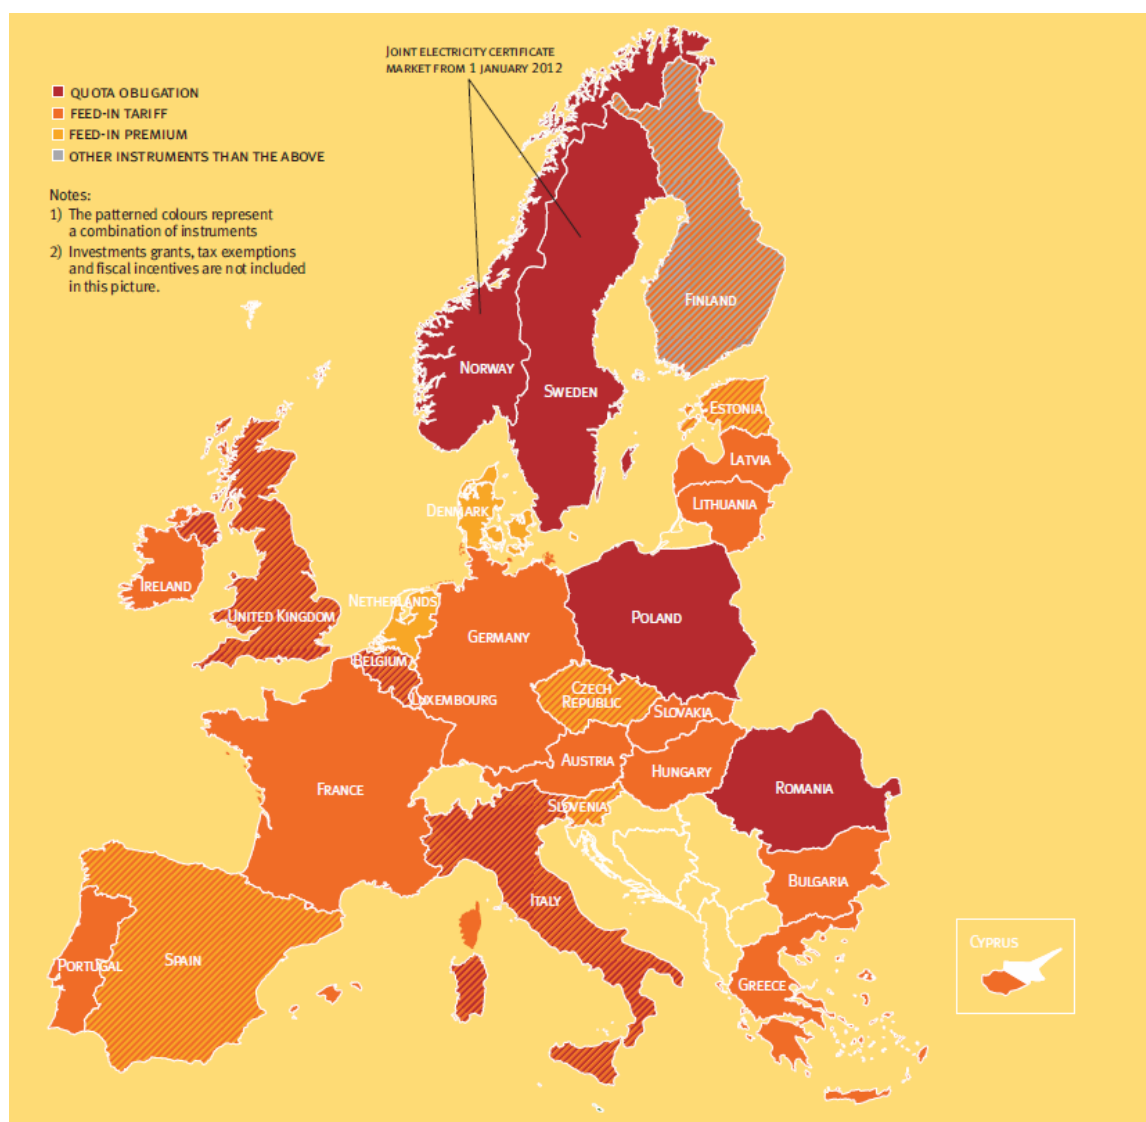 JOINT ELECTRICITY CERTIFICATE
MARKET FROM 1 JANUARY 2012
QUOTA OBLIGATION
FEED-IN TARIFF
FEED-IN PREMIUM
OTHER INSTRUMENTS THAN THE ABOVE
Notes:
1) The patterned colours represent
a combination of instruments
2) Investments grants, tax exemptions
and fiscal incentives are not included
in this picture.
FINLAND
NORWAY
SWEDEN
ESTONIA
LATVIA
LITHUANIA
DENMARK
IRELAND
NETHERLANDS
UNITED KINGDOM
POLAND
GERMANY
BELGIUM
CZECH
REPUBLIC
LUXEMBOURG
SLOVAKIA
AUSTRIA
HUNGARY
FRANCE
ROMANIA
SLOVENIA
BULGARIA
ITALY
CYPRUS
SPAIN
PORTUGAL
GREECE